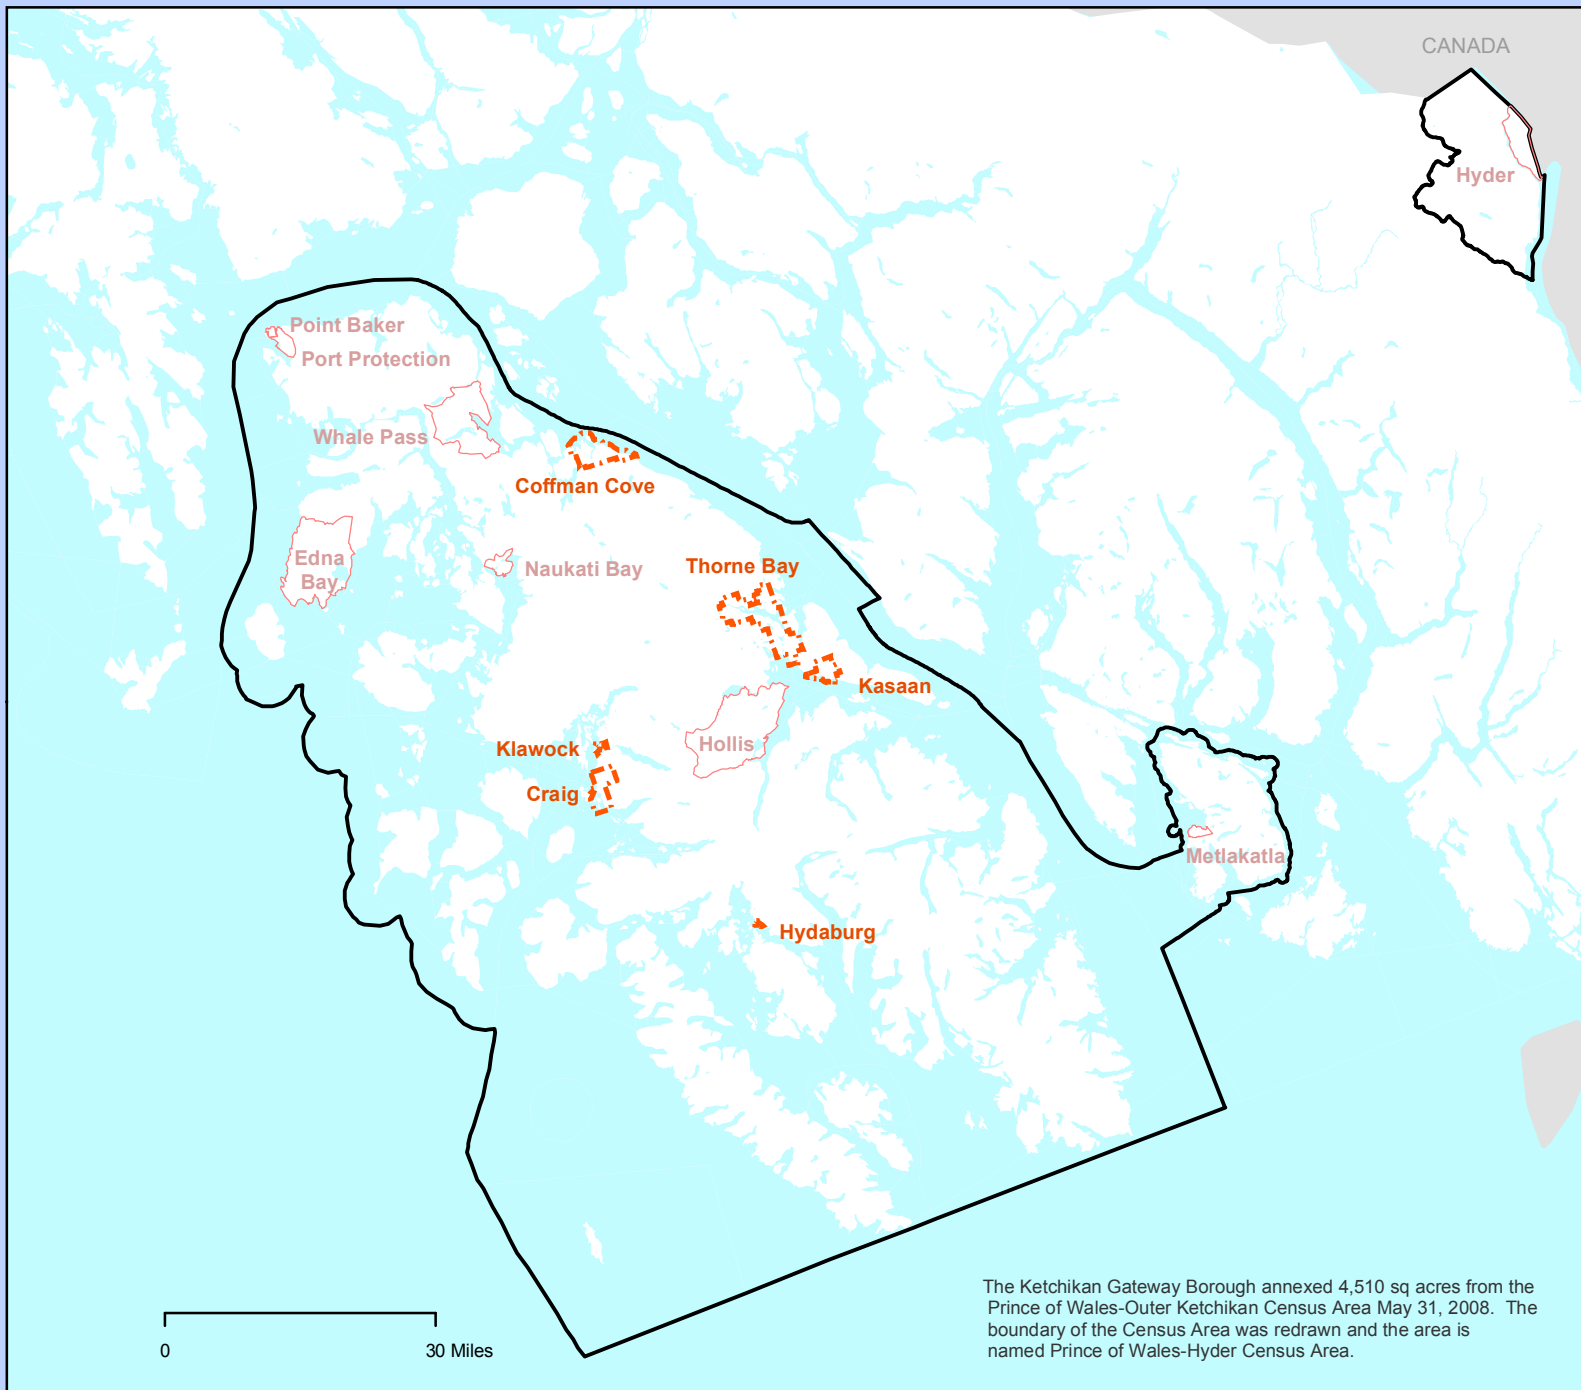 CANADA
Hyder
Point Baker
Port Protection
Whale Pass
Coffman Cove
Edna
Bay
Naukati Bay
Thorne Bay
Kasaan
Hollis
Klawock
Craig
Metlakatla
Hydaburg
The Ketchikan Gateway Borough annexed 4,510 sq acres from the
Prince of Wales-Outer Ketchikan Census Area May 31, 2008. The
boundary of the Census Area was redrawn and the area is
named Prince of Wales-Hyder Census Area.
0 30 Miles